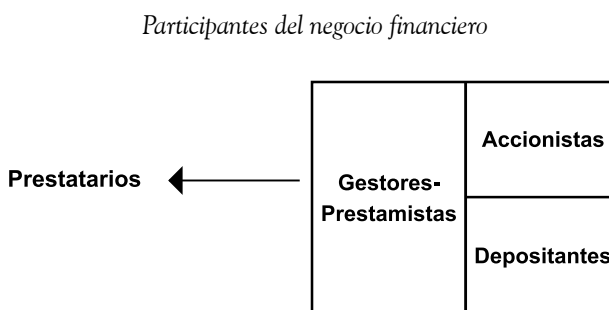 Participantes del negocio financiero
Prestatarios
Gestores-
Prestamistas
Accionistas
Depositantes